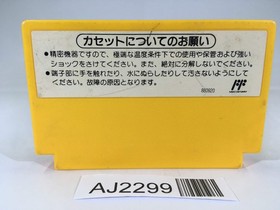 カセットについてのお願い
●精密機器ですので、極端な温度条件下での使用や保管および強い
ショックをさけてください。また、絶対に分解しないでください。
●端子部に手を触れたり、水にぬらしたりして汚さないようにして
ください。故障の原因となります。
AJ2299